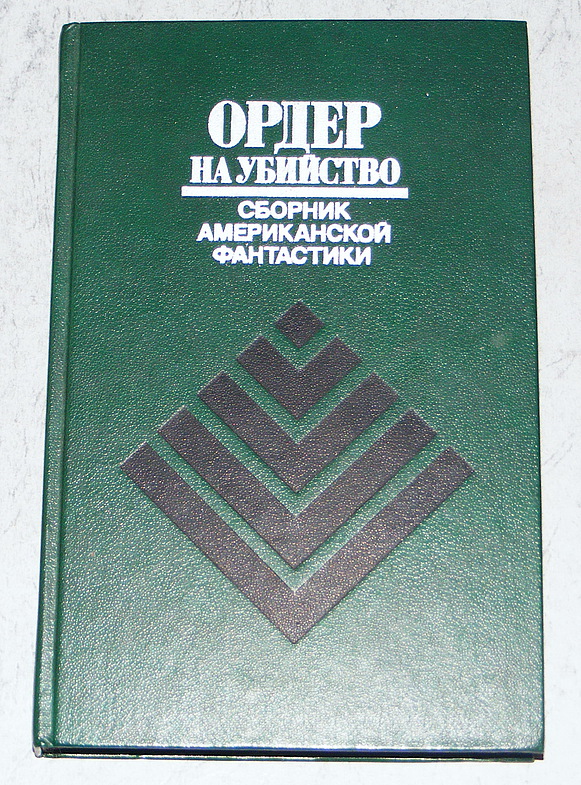 ОРДЕР
НА УБИЙСТВО
СБОРНИК
АМЕРИКАНСКОЙ
ФАНТАСТИКИ